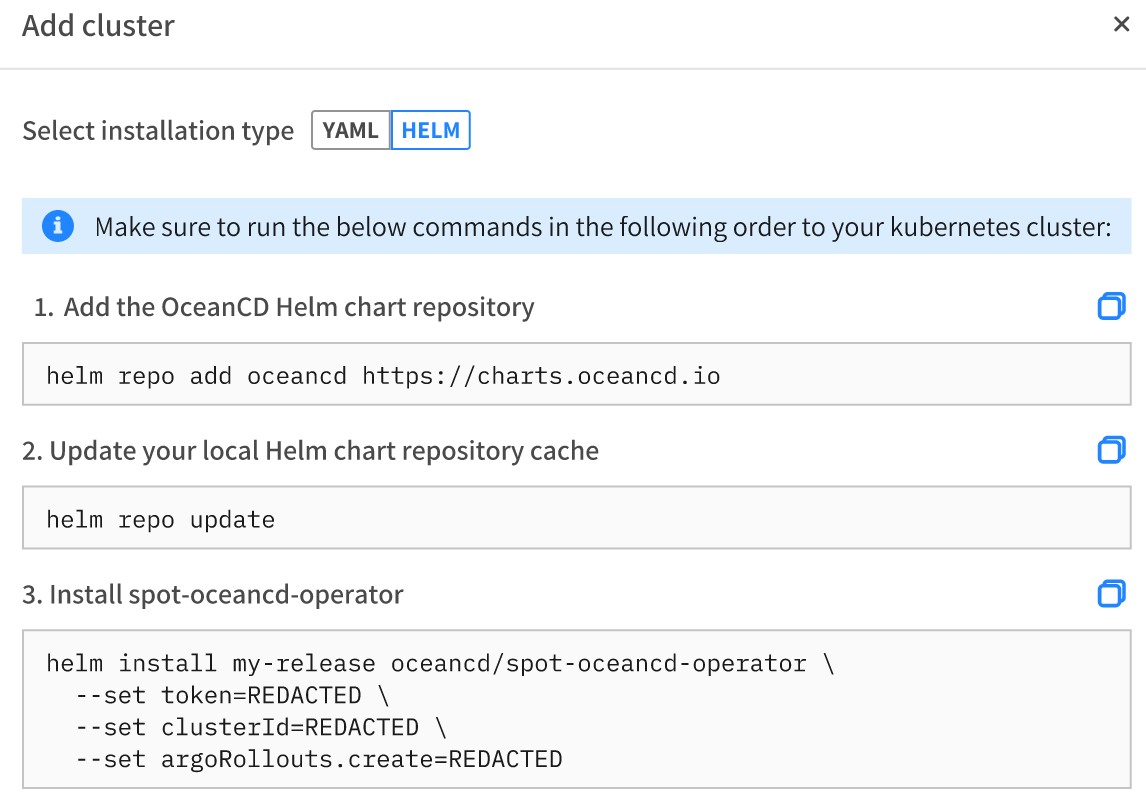 Add cluster
Select installation type YAML HELM
Make sure to run the below commands in the following order to your kubernetes cluster:
1. Add the OceanCD Helm chart repository
helm repo add oceancd https://charts.oceancd.io
2. Update your local Helm chart repository cache
helm repo update
3. Install spot-oceancd-operator
helm install my-release oceancd/spot-oceancd-operator \
--set token=REDACTED \
--set clusterId=REDACTED \
--set argoRollouts.create=REDACTED